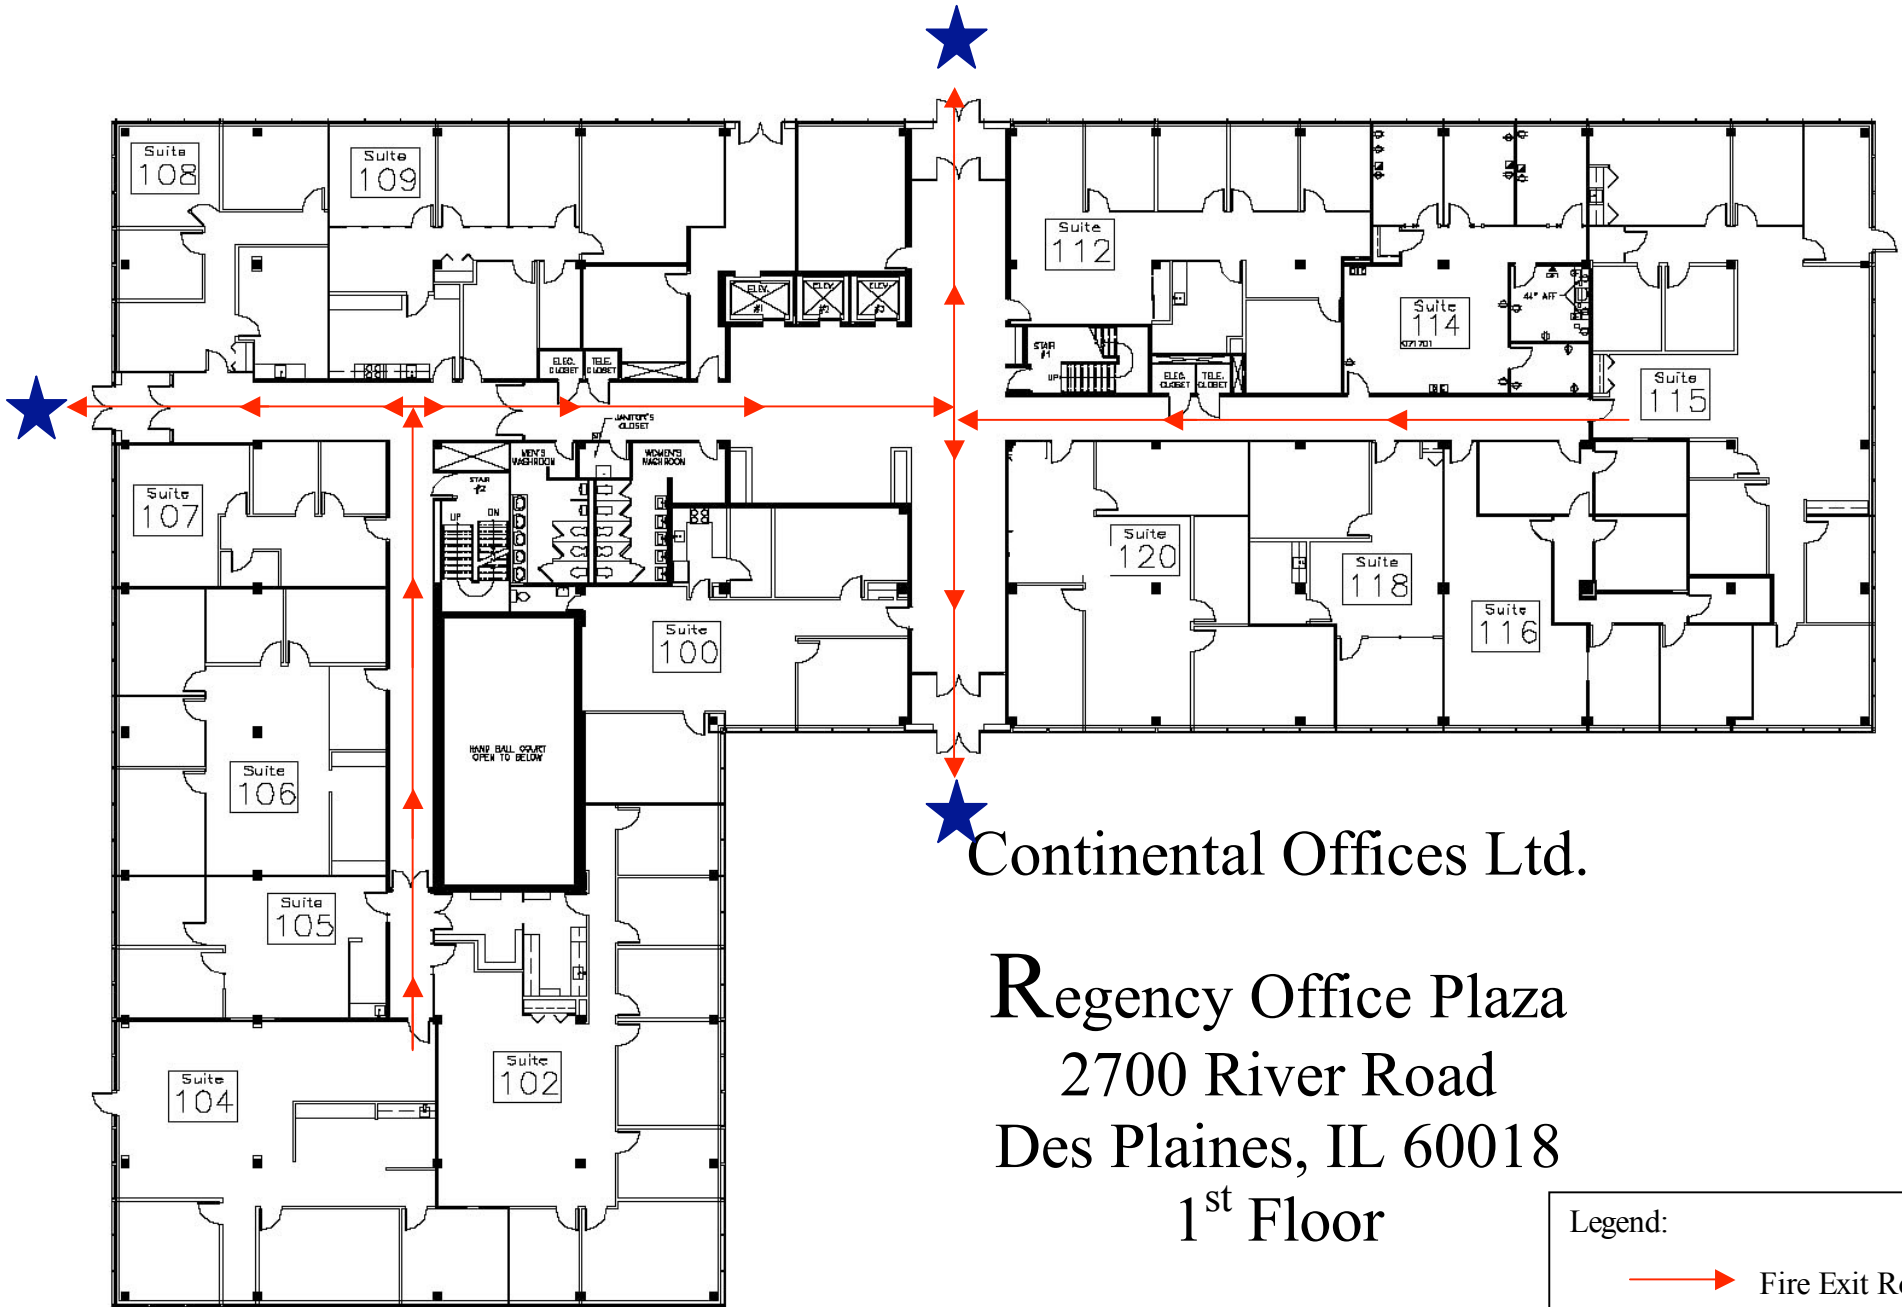 Suite
108
Suite
109
Suite
112
ELEV.
#1
ELEV.
#2
ELEV.
#3
44" AFF
Suite
114
STAIR
#1
UP
ELEC.
CLOSET
TELE.
CLOSET
ELEC.
CLOSET
TELE.
CLOSET
Suite
115
JANITOR'S
CLOSET
MEN'S
WASHROOM
WOMEN'S
WASHROOM
STAIR
#2
UP
DN
Suite
107
Suite
120
Suite
118
Suite
116
Suite
100
HAND BALL COURT
OPEN TO BELOW
Suite
106
Suite
105
Suite
102
Suite
104
Continental Offices Ltd.
Regency Office Plaza
2700 River Road
Des Plaines, IL 60018
1st Floor
Legend:
Fire Exit